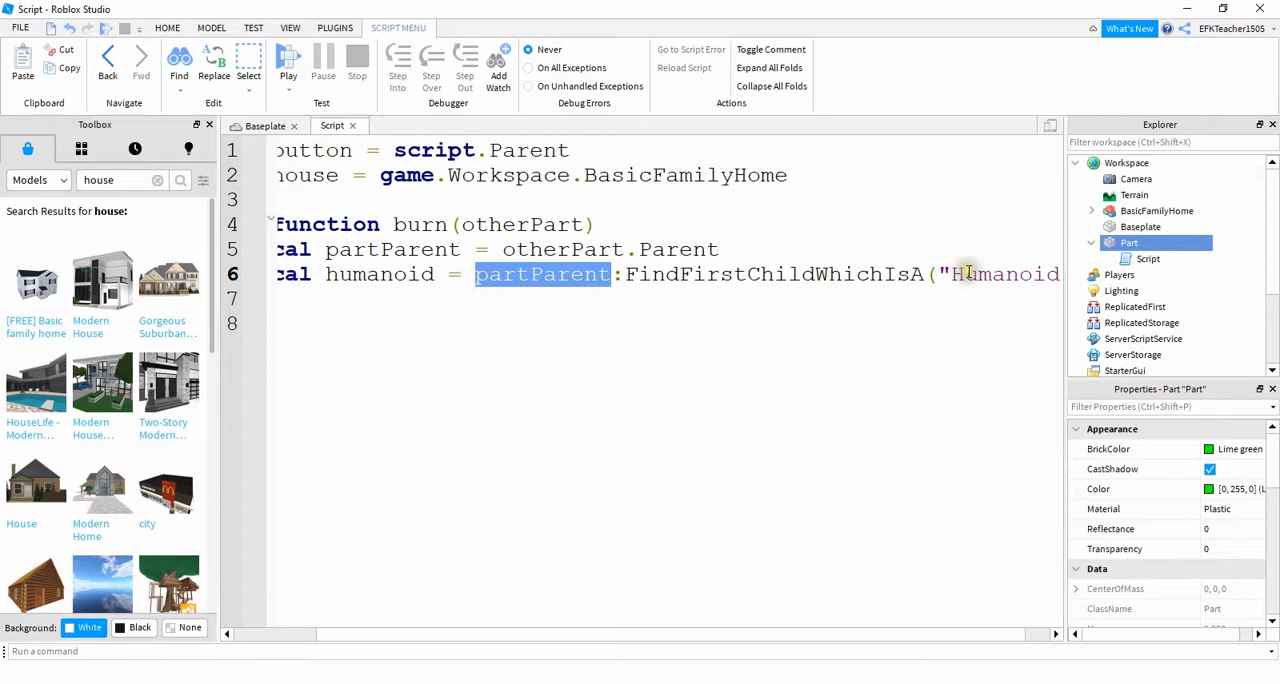 Script - Roblox Studio
FILE HOME MODEL TEST VIEW PLUGINS SCRIPT MENU What's New EFKTeacher1505
Paste Cut Copy Back Fwd Find Replace Select Play Pause Stop Step Into Step Over Step Out Add Watch
Never
On All Exceptions
On Unhandled Exceptions
Go to Script Error
Reload Script
Toggle Comment
Expand All Folds
Collapse All Folds
Clipboard Navigate Edit Test Debugger Debug Errors Actions
Toolbox
Models house
Search Results for house:
[FREE] Basic family home
Modern House
Gorgeous Suburban...
HouseLife - Modern...
Modern House...
Two-Story Modern...
House
Modern Home
city
Background: White Black None
Baseplate Script
1 button = script.Parent
2 house = game.Workspace.BasicFamilyHome
3
4 function burn(otherPart)
5 cal partParent = otherPart.Parent
6 cal humanoid = partParent:FindFirstChildWhichIsA("Humanoid
7
8
Explorer
Filter workspace (Ctrl+Shift+X)
Workspace
Camera
Terrain
BasicFamilyHome
Baseplate
Part
Script
Players
Lighting
ReplicatedFirst
ReplicatedStorage
ServerScriptService
ServerStorage
StarterGui
Properties - Part "Part"
Filter Properties (Ctrl+Shift+P)
Appearance
BrickColor Lime green
CastShadow
Color [0, 255, 0] (L
Material Plastic
Reflectance 0
Transparency 0
Data
CenterOfMass 0, 0, 0
ClassName Part
Run a command